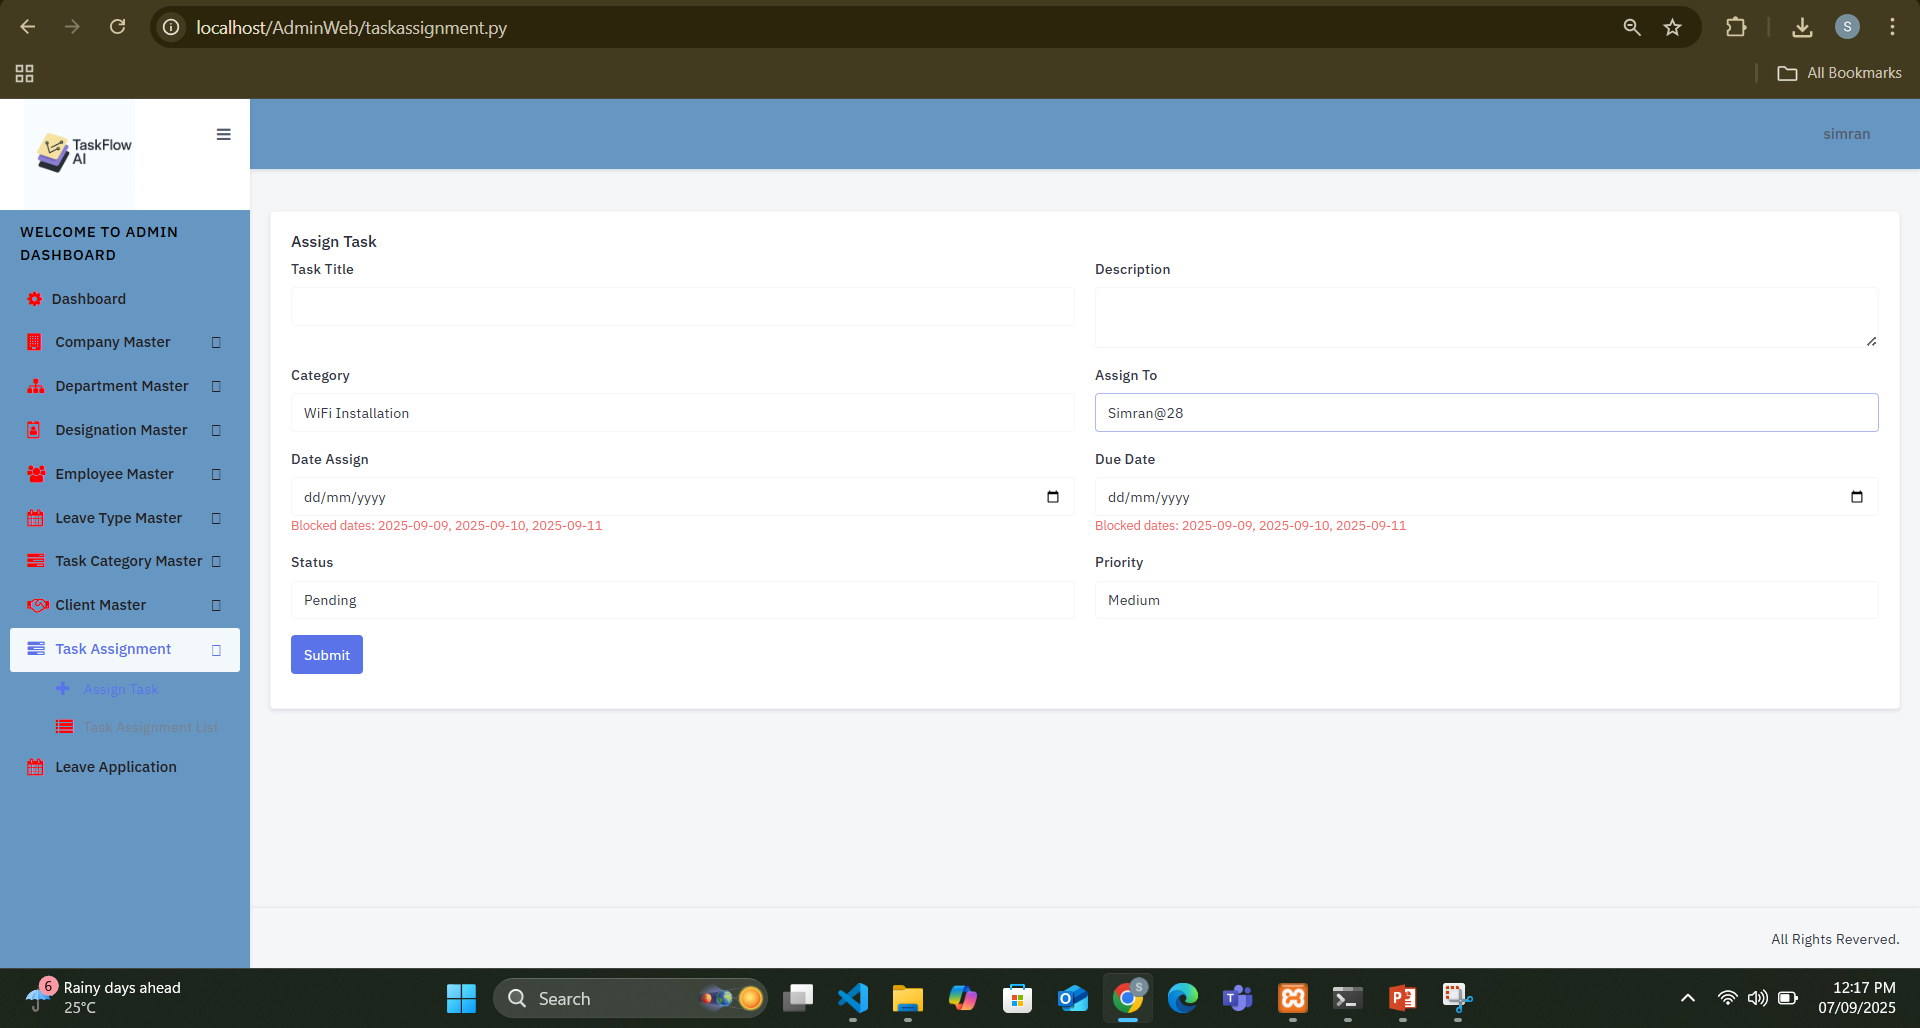 localhost/AdminWeb/taskassignment.py
S
All Bookmarks
TaskFlow
AI
simran
WELCOME TO ADMIN
DASHBOARD
Dashboard
Company Master
Department Master
Designation Master
Employee Master
Leave Type Master
Task Category Master
Client Master
Task Assignment
Assign Task
Task Assignment List
Leave Application
Assign Task
Task Title
Description
Category
Assign To
WiFi Installation
Simran@28
Date Assign
Due Date
dd/mm/yyyy
dd/mm/yyyy
Blocked dates: 2025-09-09, 2025-09-10, 2025-09-11
Blocked dates: 2025-09-09, 2025-09-10, 2025-09-11
Status
Priority
Pending
Medium
Submit
All Rights Reverved.
6
Rainy days ahead
25°C
Search
S
12:17 PM
07/09/2025